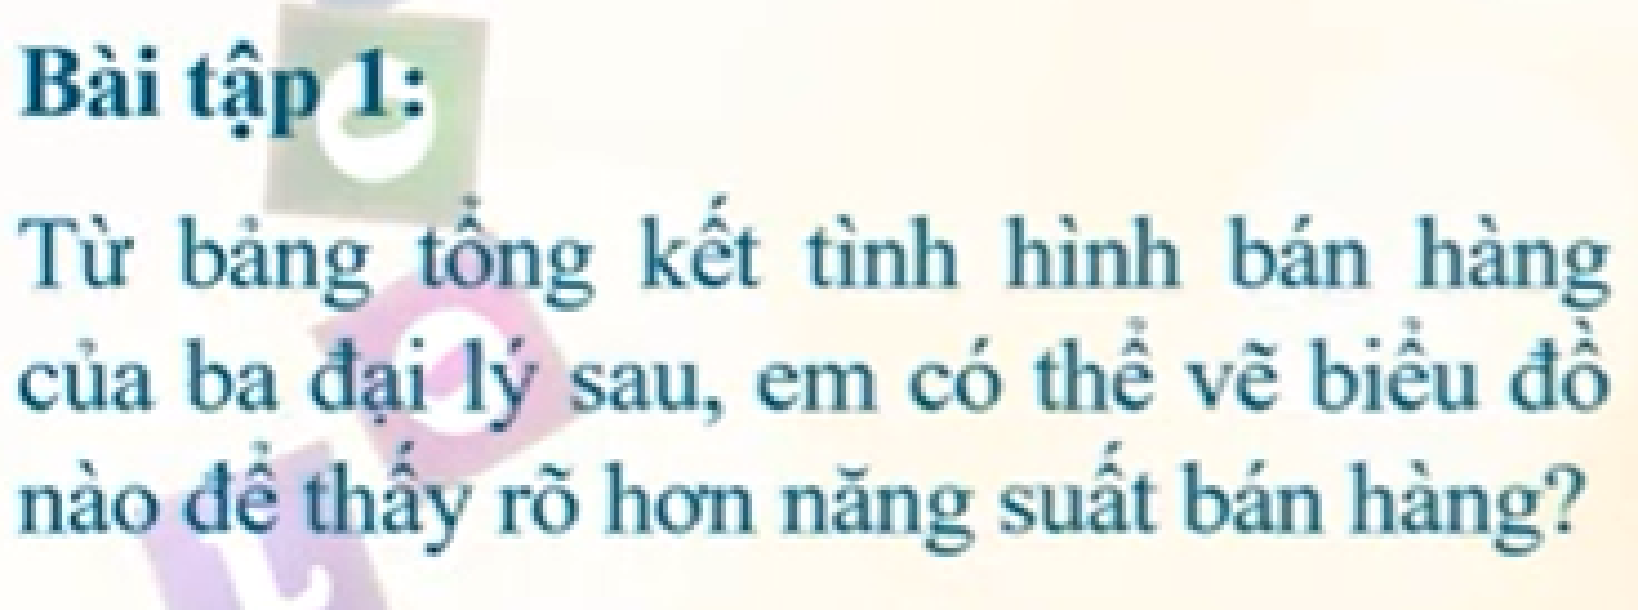 Bài tập 1:
Từ bảng tổng kết tình hình bán hàng
của ba đại lý sau, em có thể vẽ biểu đồ
nào để thấy rõ hơn năng suất bán hàng?